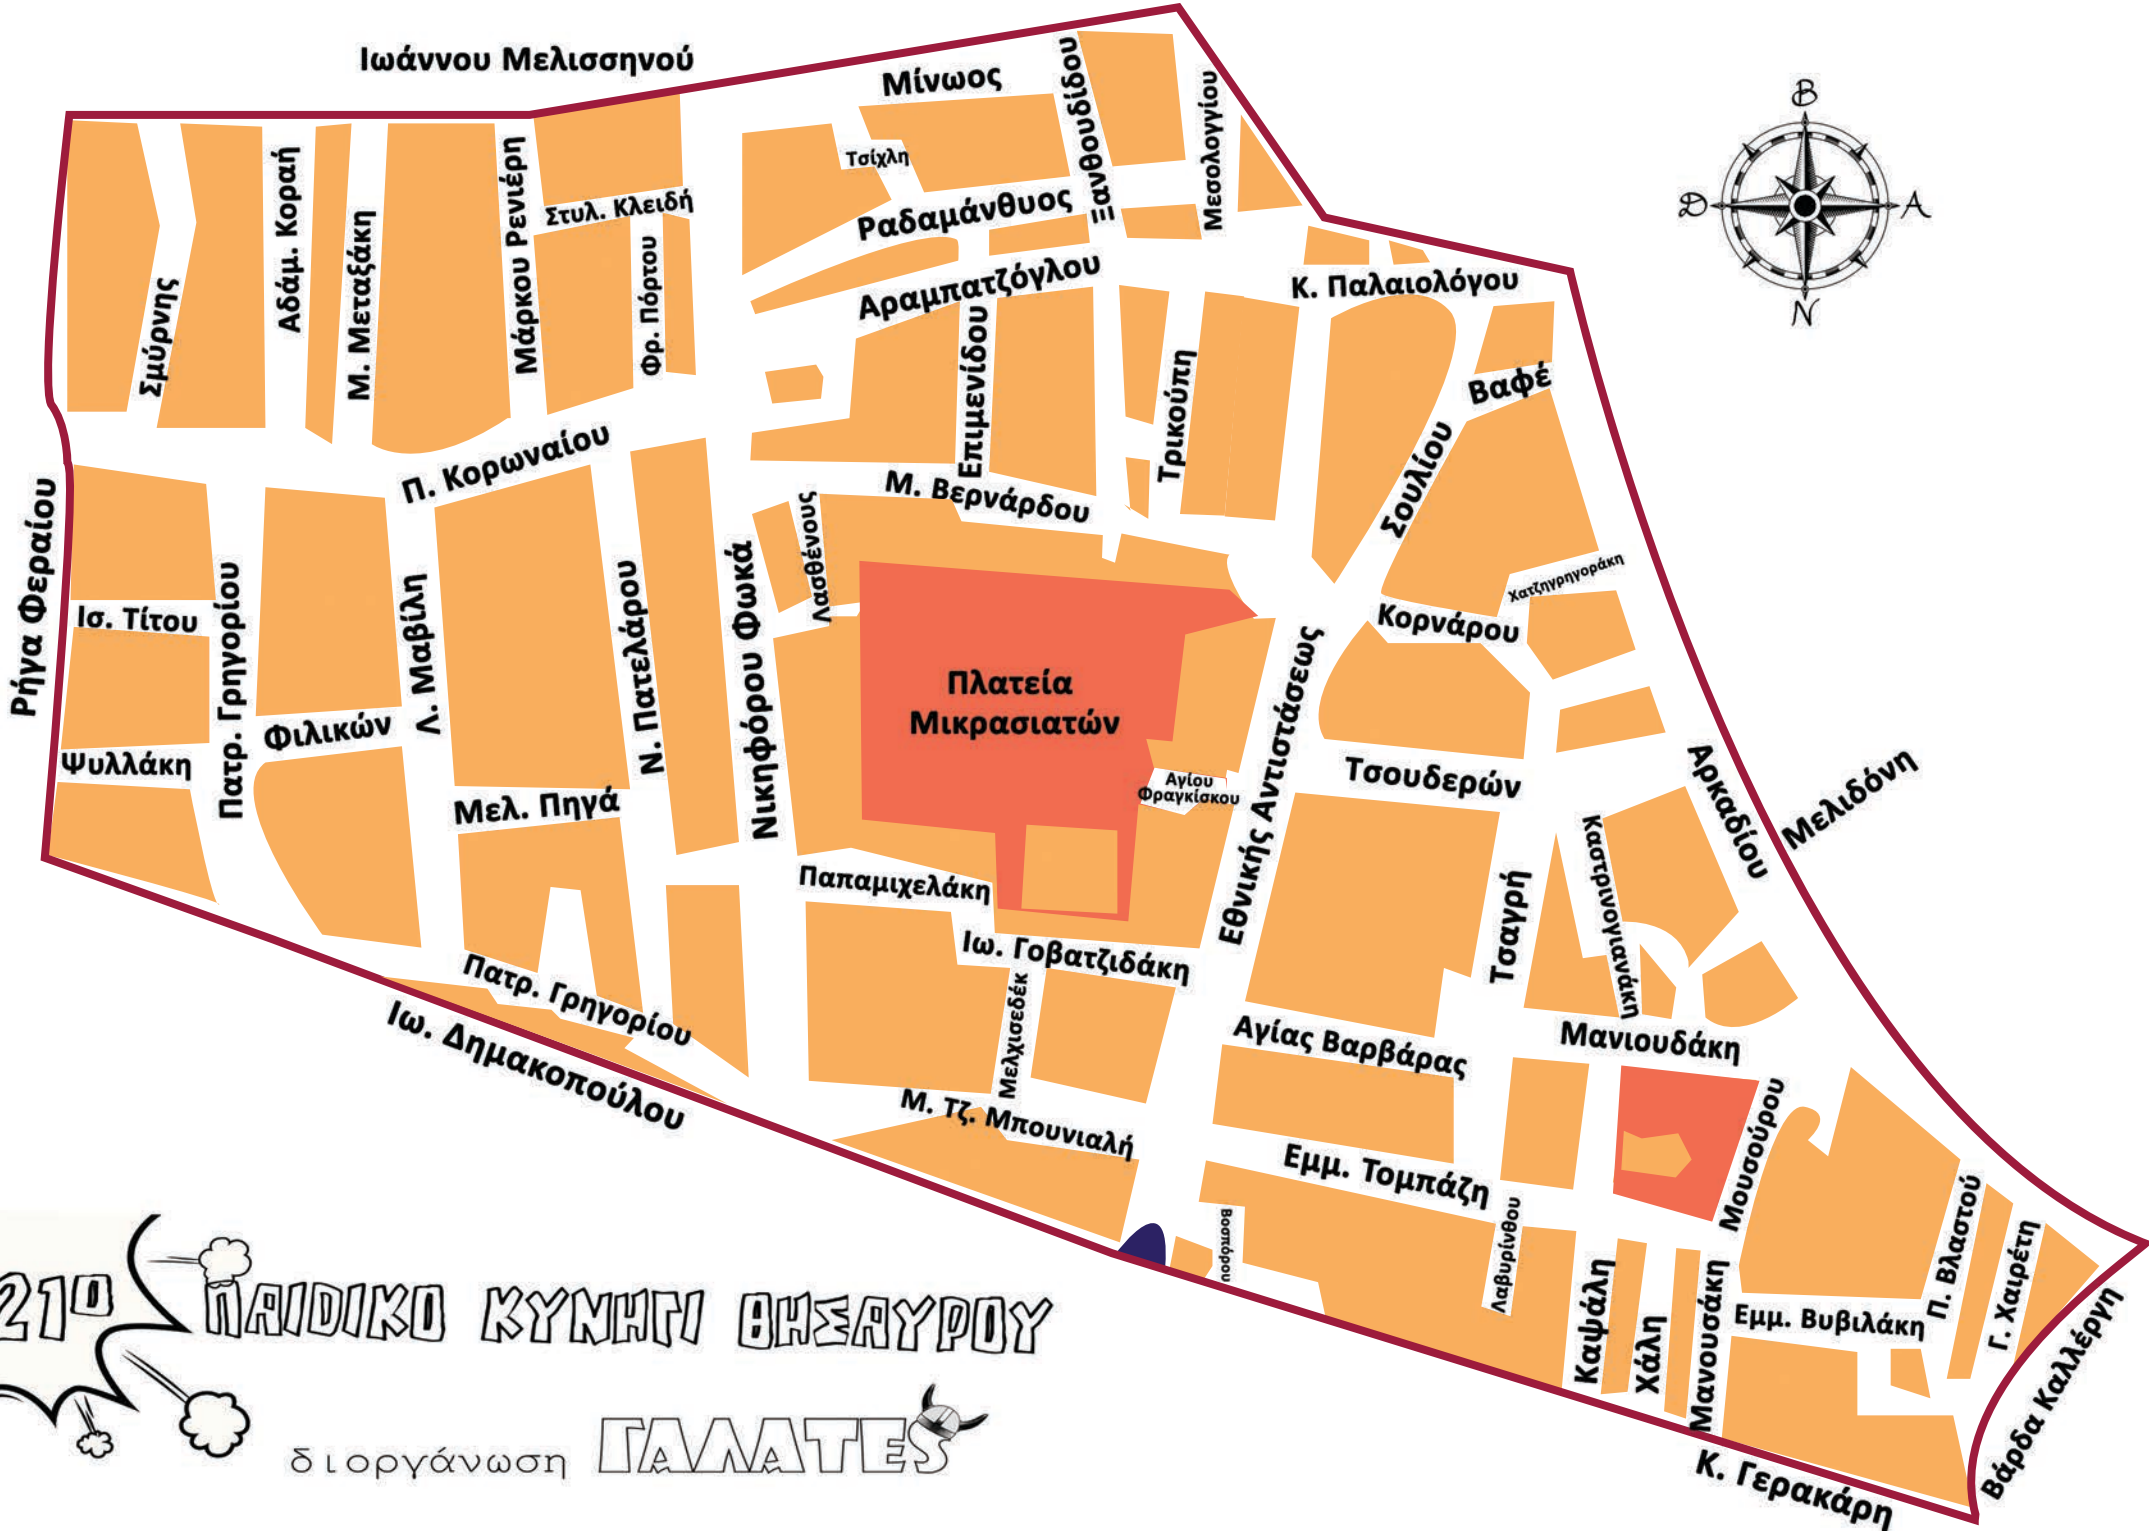 Ιωάννου Μελισσηνού
Μίνωος
Ξανθουδίδου
Μεσολογγίου
Τσίχλη
Ραδαμάνθυος
Αραμπατζόγλου
Κ. Παλαιολόγου
Β
Δ
Α
Ν
Σμύρνης
Αδάμ. Κοραή
Μ. Μεταξάκη
Μάρκου Ρενιέρη
Στυλ. Κλειδή
Φρ. Πόρτου
Επιμενίδου
Τρικούπη
Βαφέ
Σουλίου
Π. Κορωναίου
Μ. Βερνάρδου
Λασθένους
Χατζηγρηγοράκη
Κορνάρου
Ρήγα Φεραίου
Ισ. Τίτου
Πατρ. Γρηγορίου
Φιλικών
Λ. Μαβίλη
Ν. Πατελάρου
Νικηφόρου Φωκά
Πλατεία
Μικρασιατών
Εθνικής Αντιστάσεως
Ψυλλάκη
Μελ. Πηγά
Αγίου
Φραγκίσκου
Τσουδερών
Αρκαδίου
Μελιδόνη
Παπαμιχελάκη
Τσαγρή
Καστρινογιανάκη
Ιω. Γοβατζιδάκη
Πατρ. Γρηγορίου
Ιω. Δημακοπούλου
Μελχισεδέκ
Αγίας Βαρβάρας
Μανιουδάκη
Μ. Τζ. Μπουνιαλή
Εμμ. Τομπάζη
Μουσούρου
Βοσπόρου
Λαβυρίνθου
Π. Βλαστού
Γ. Χαιρέτη
Καψάλη
Χάλη
Μανουσάκη
Εμμ. Βυβιλάκη
Βάρδα Καλλέργη
Κ. Γερακάρη
21ο ΠΑΙΔΙΚΟ ΚΥΝΗΓΙ ΘΗΣΑΥΡΟΥ
διοργάνωση ΓΑΛΑΤΕS